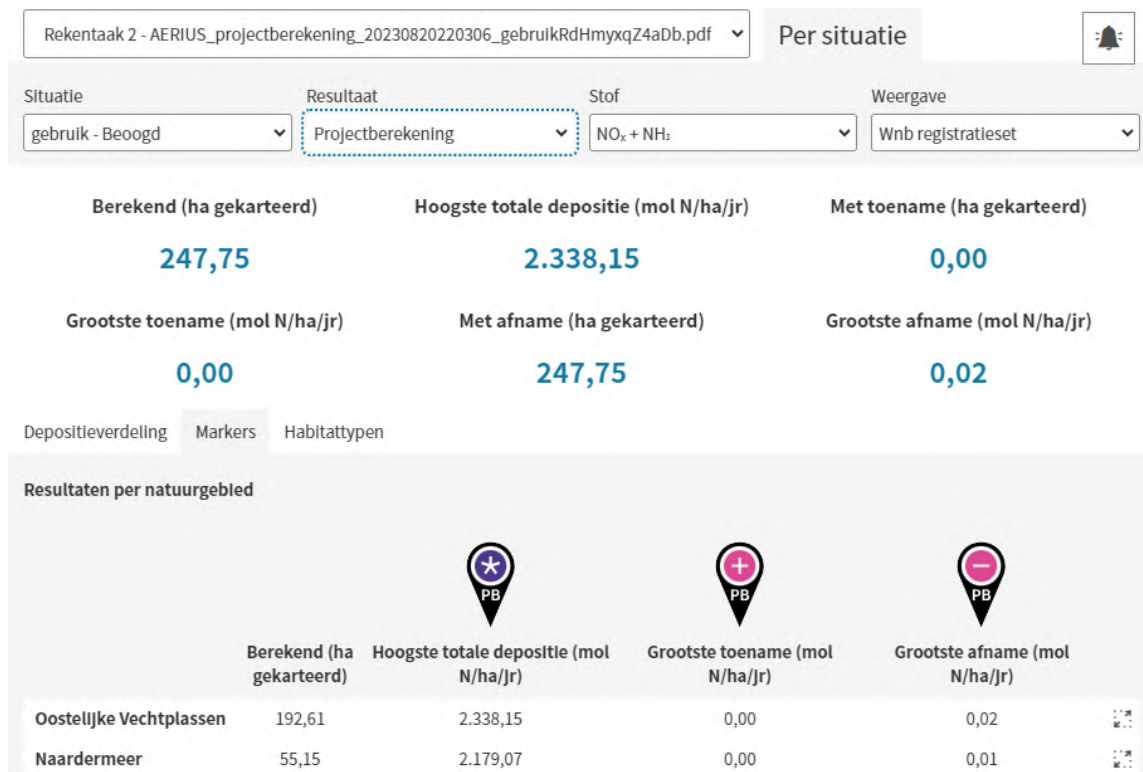 Rekentaak 2 - AERIUS_projectberekening_20230820220306_gebruikRdHmyxqZ4aDb.pdf
Per situatie
Situatie Resultaat Stof Weergave
gebruik - Beoogd Projectberekening NOₓ + NH₃ Wnb registratieset
Berekend (ha gekarteerd) Hoogste totale depositie (mol N/ha/jr) Met toename (ha gekarteerd)
247,75 2.338,15 0,00
Grootste toename (mol N/ha/jr) Met afname (ha gekarteerd) Grootste afname (mol N/ha/jr)
0,00 247,75 0,02
Depositieverdeling Markers Habitattypen
Resultaten per natuurgebied
PB PB PB
Berekend (ha Hoogste totale depositie (mol Grootste toename (mol Grootste afname (mol
gekarteerd) N/ha/jr) N/ha/jr) N/ha/jr)
Oostelijke Vechtplassen 192,61 2.338,15 0,00 0,02
Naardermeer 55,15 2.179,07 0,00 0,01